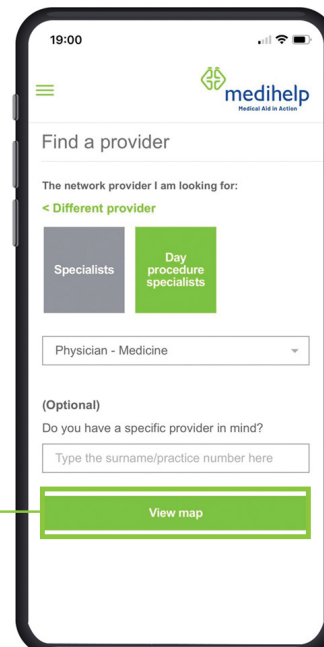 19:00
medihelp
Medical Aid in Action
Find a provider
The network provider I am looking for:
< Different provider
Specialists
Day
procedure
specialists
Physician - Medicine
(Optional)
Do you have a specific provider in mind?
Type the surname/practice number here
View map